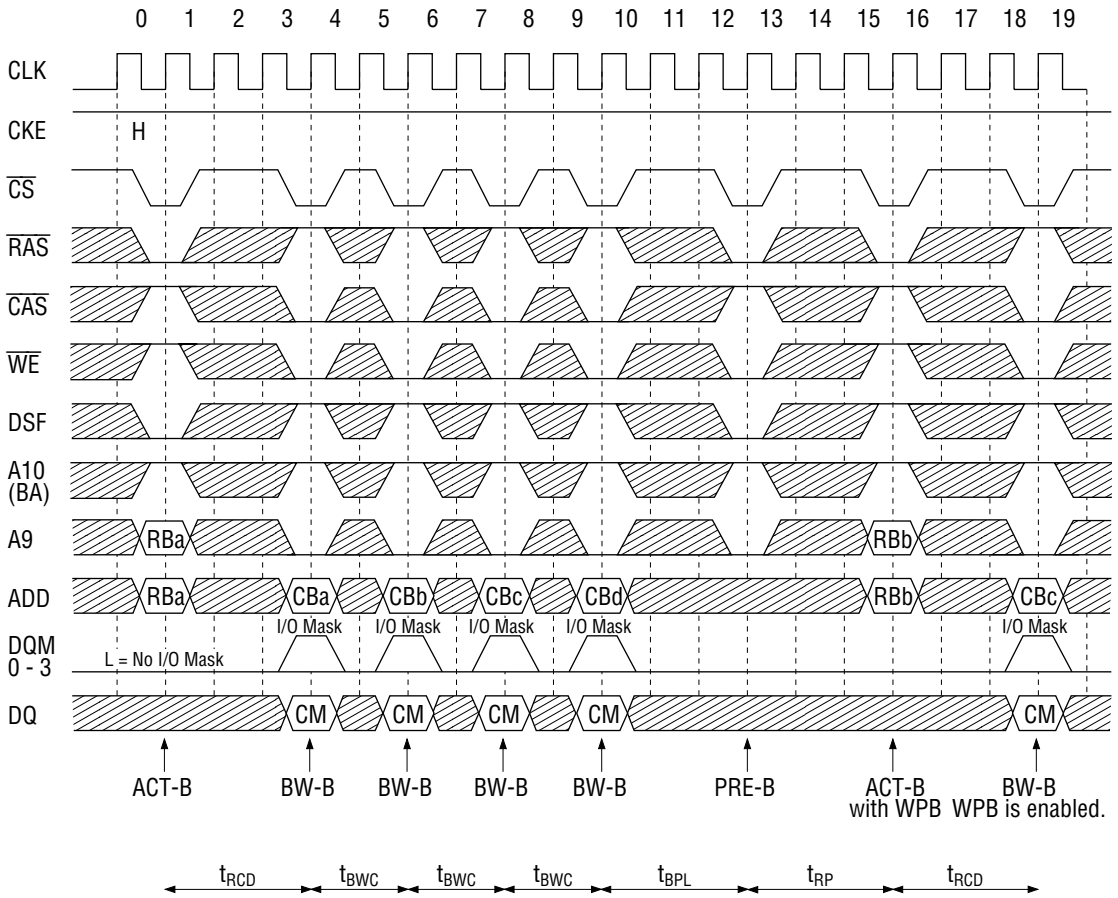 0 1 2 3 4 5 6 7 8 9 10 11 12 13 14 15 16 17 18 19
CLK
CKE H
CS
RAS
CAS
WE
DSF
A10
(BA)
A9 RBa RBb
ADD RBa CBa CBb CBc CBd RBb CBc
I/O Mask I/O Mask I/O Mask I/O Mask I/O Mask
DQM
0 - 3 L = No I/O Mask
DQ CM CM CM CM CM
ACT-B BW-B BW-B BW-B BW-B PRE-B ACT-B BW-B
with WPB WPB is enabled.
tRCD tBWC tBWC tBWC tBPL tRP tRCD